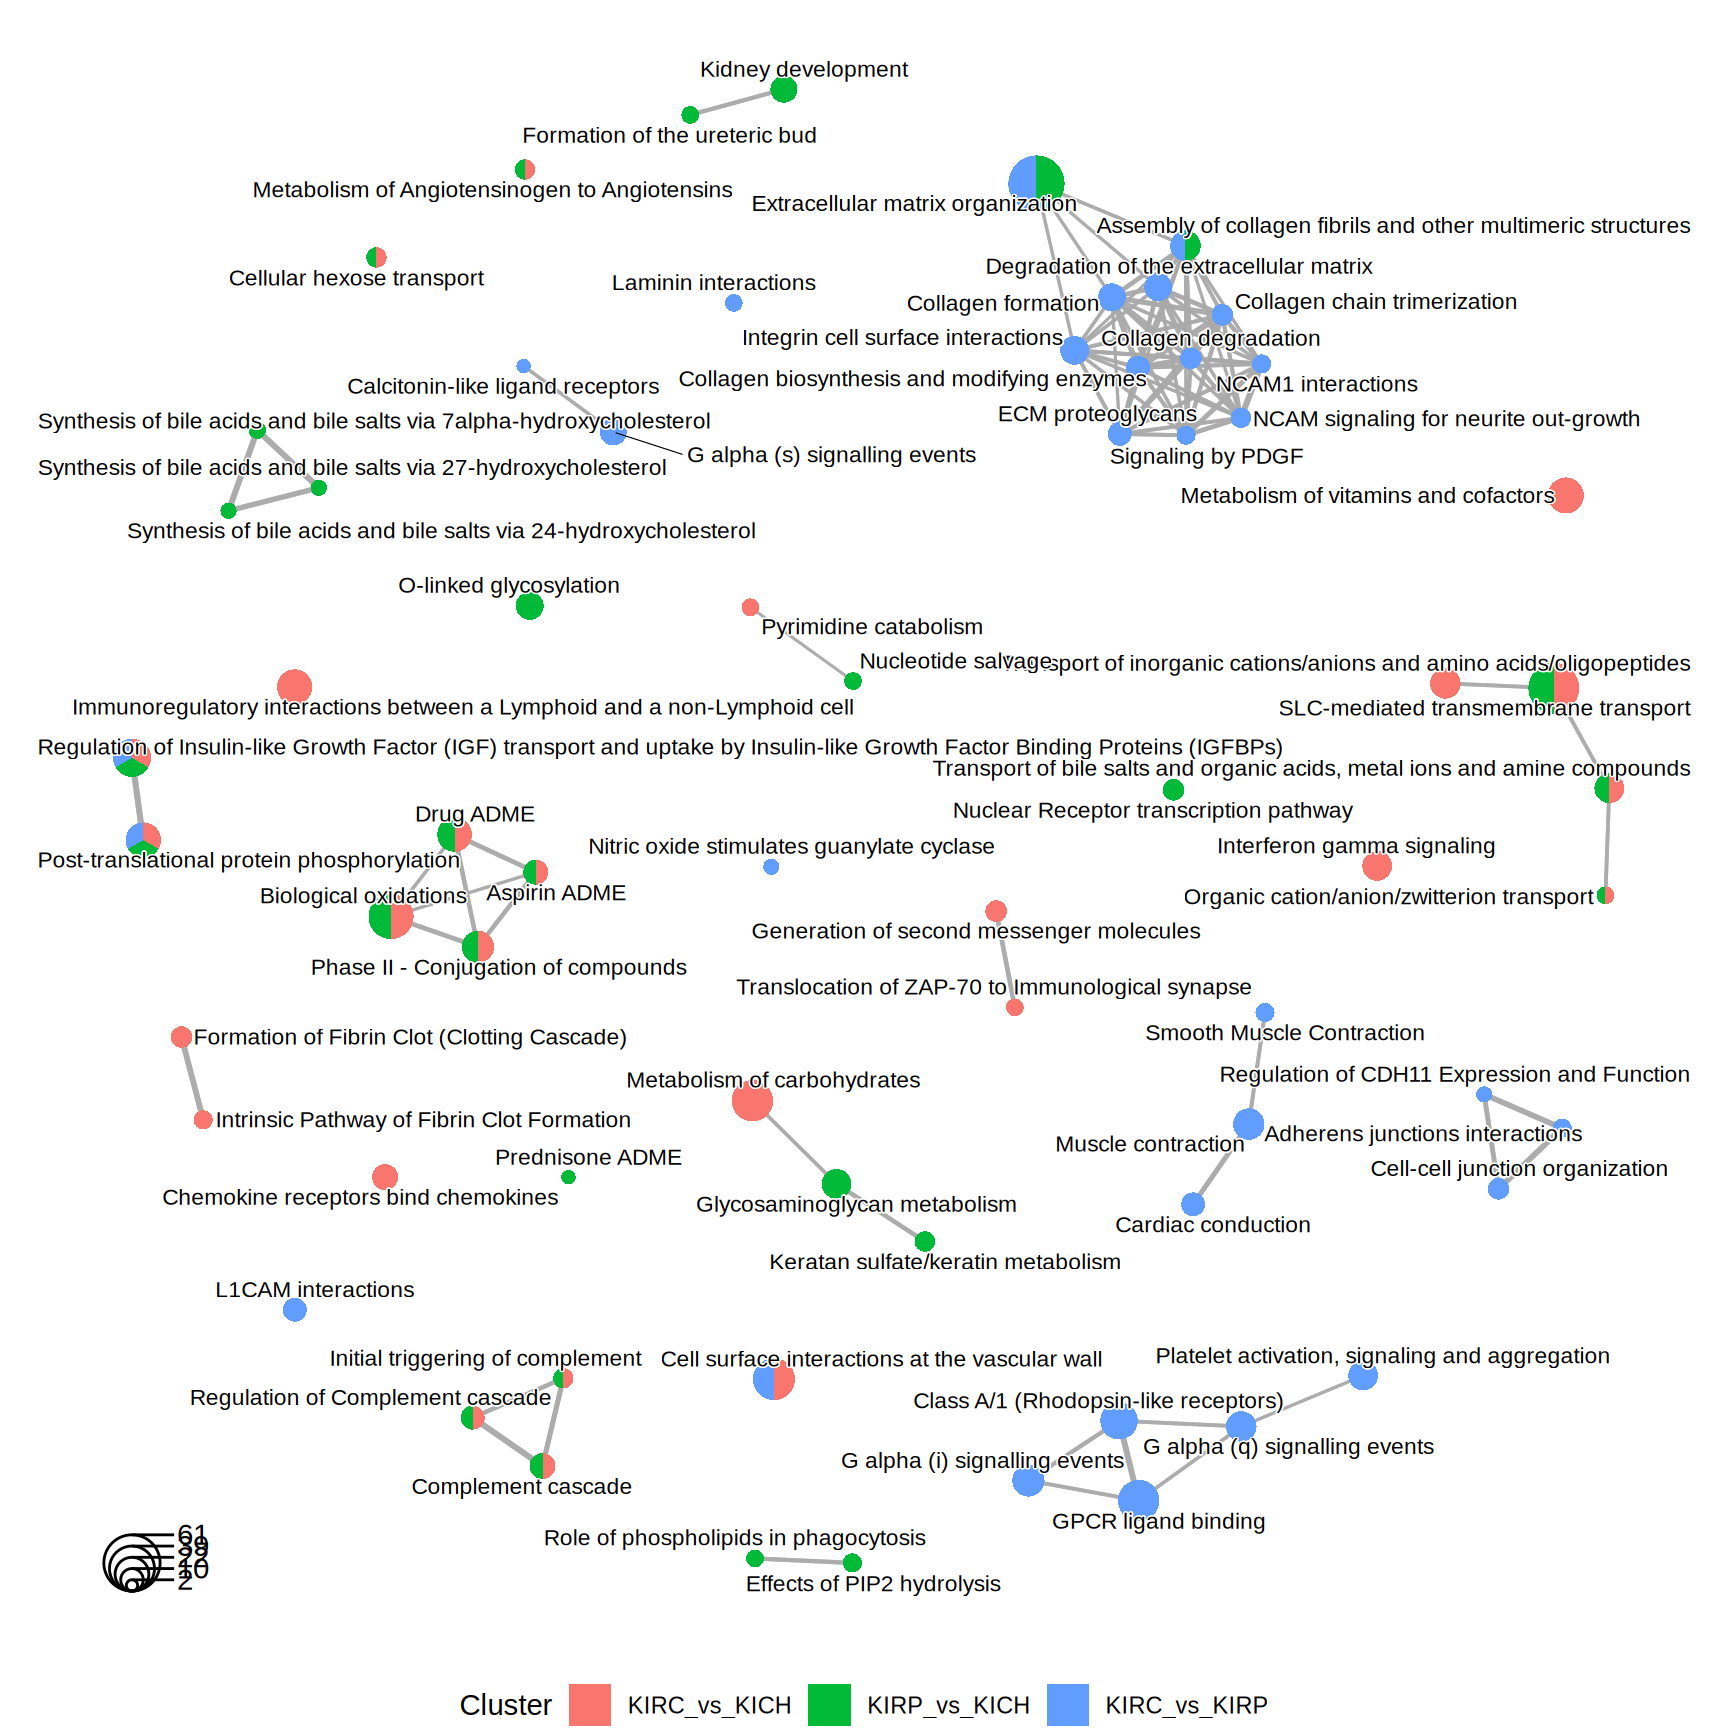 Kidney development
Formation of the ureteric bud
Metabolism of Angiotensinogen to Angiotensins
Extracellular matrix organization
Assembly of collagen fibrils and other multimeric structures
Cellular hexose transport
Degradation of the extracellular matrix
Laminin interactions
Collagen formation
Collagen chain trimerization
Integrin cell surface interactions
Collagen degradation
Calcitonin-like ligand receptors
Collagen biosynthesis and modifying enzymes
NCAM1 interactions
Synthesis of bile acids and bile salts via 7alpha-hydroxycholesterol
ECM proteoglycans
NCAM signaling for neurite out-growth
G alpha (s) signalling events
Signaling by PDGF
Synthesis of bile acids and bile salts via 27-hydroxycholesterol
Metabolism of vitamins and cofactors
Synthesis of bile acids and bile salts via 24-hydroxycholesterol
O-linked glycosylation
Pyrimidine catabolism
Nucleotide salvage
sport of inorganic cations/anions and amino acids/oligopeptides
Immunoregulatory interactions between a Lymphoid and a non-Lymphoid cell
SLC-mediated transmembrane transport
Regulation of Insulin-like Growth Factor (IGF) transport and uptake by Insulin-like Growth Factor Binding Proteins (IGFBPs)
Transport of bile salts and organic acids, metal ions and amine compounds
Nuclear Receptor transcription pathway
Drug ADME
Nitric oxide stimulates guanylate cyclase
Interferon gamma signaling
Post-translational protein phosphorylation
Biological oxidations
Aspirin ADME
Organic cation/anion/zwitterion transport
Generation of second messenger molecules
Phase II - Conjugation of compounds
Translocation of ZAP-70 to Immunological synapse
Formation of Fibrin Clot (Clotting Cascade)
Smooth Muscle Contraction
Metabolism of carbohydrates
Regulation of CDH11 Expression and Function
Intrinsic Pathway of Fibrin Clot Formation
Muscle contraction
Adherens junctions interactions
Prednisone ADME
Cell-cell junction organization
Chemokine receptors bind chemokines
Glycosaminoglycan metabolism
Cardiac conduction
Keratan sulfate/keratin metabolism
L1CAM interactions
Initial triggering of complement
Cell surface interactions at the vascular wall
Platelet activation, signaling and aggregation
Regulation of Complement cascade
Class A/1 (Rhodopsin-like receptors)
G alpha (q) signalling events
G alpha (i) signalling events
Complement cascade
GPCR ligand binding
Role of phospholipids in phagocytosis
Effects of PIP2 hydrolysis
61
10
2
Cluster
KIRC_vs_KICH
KIRP_vs_KICH
KIRC_vs_KIRP